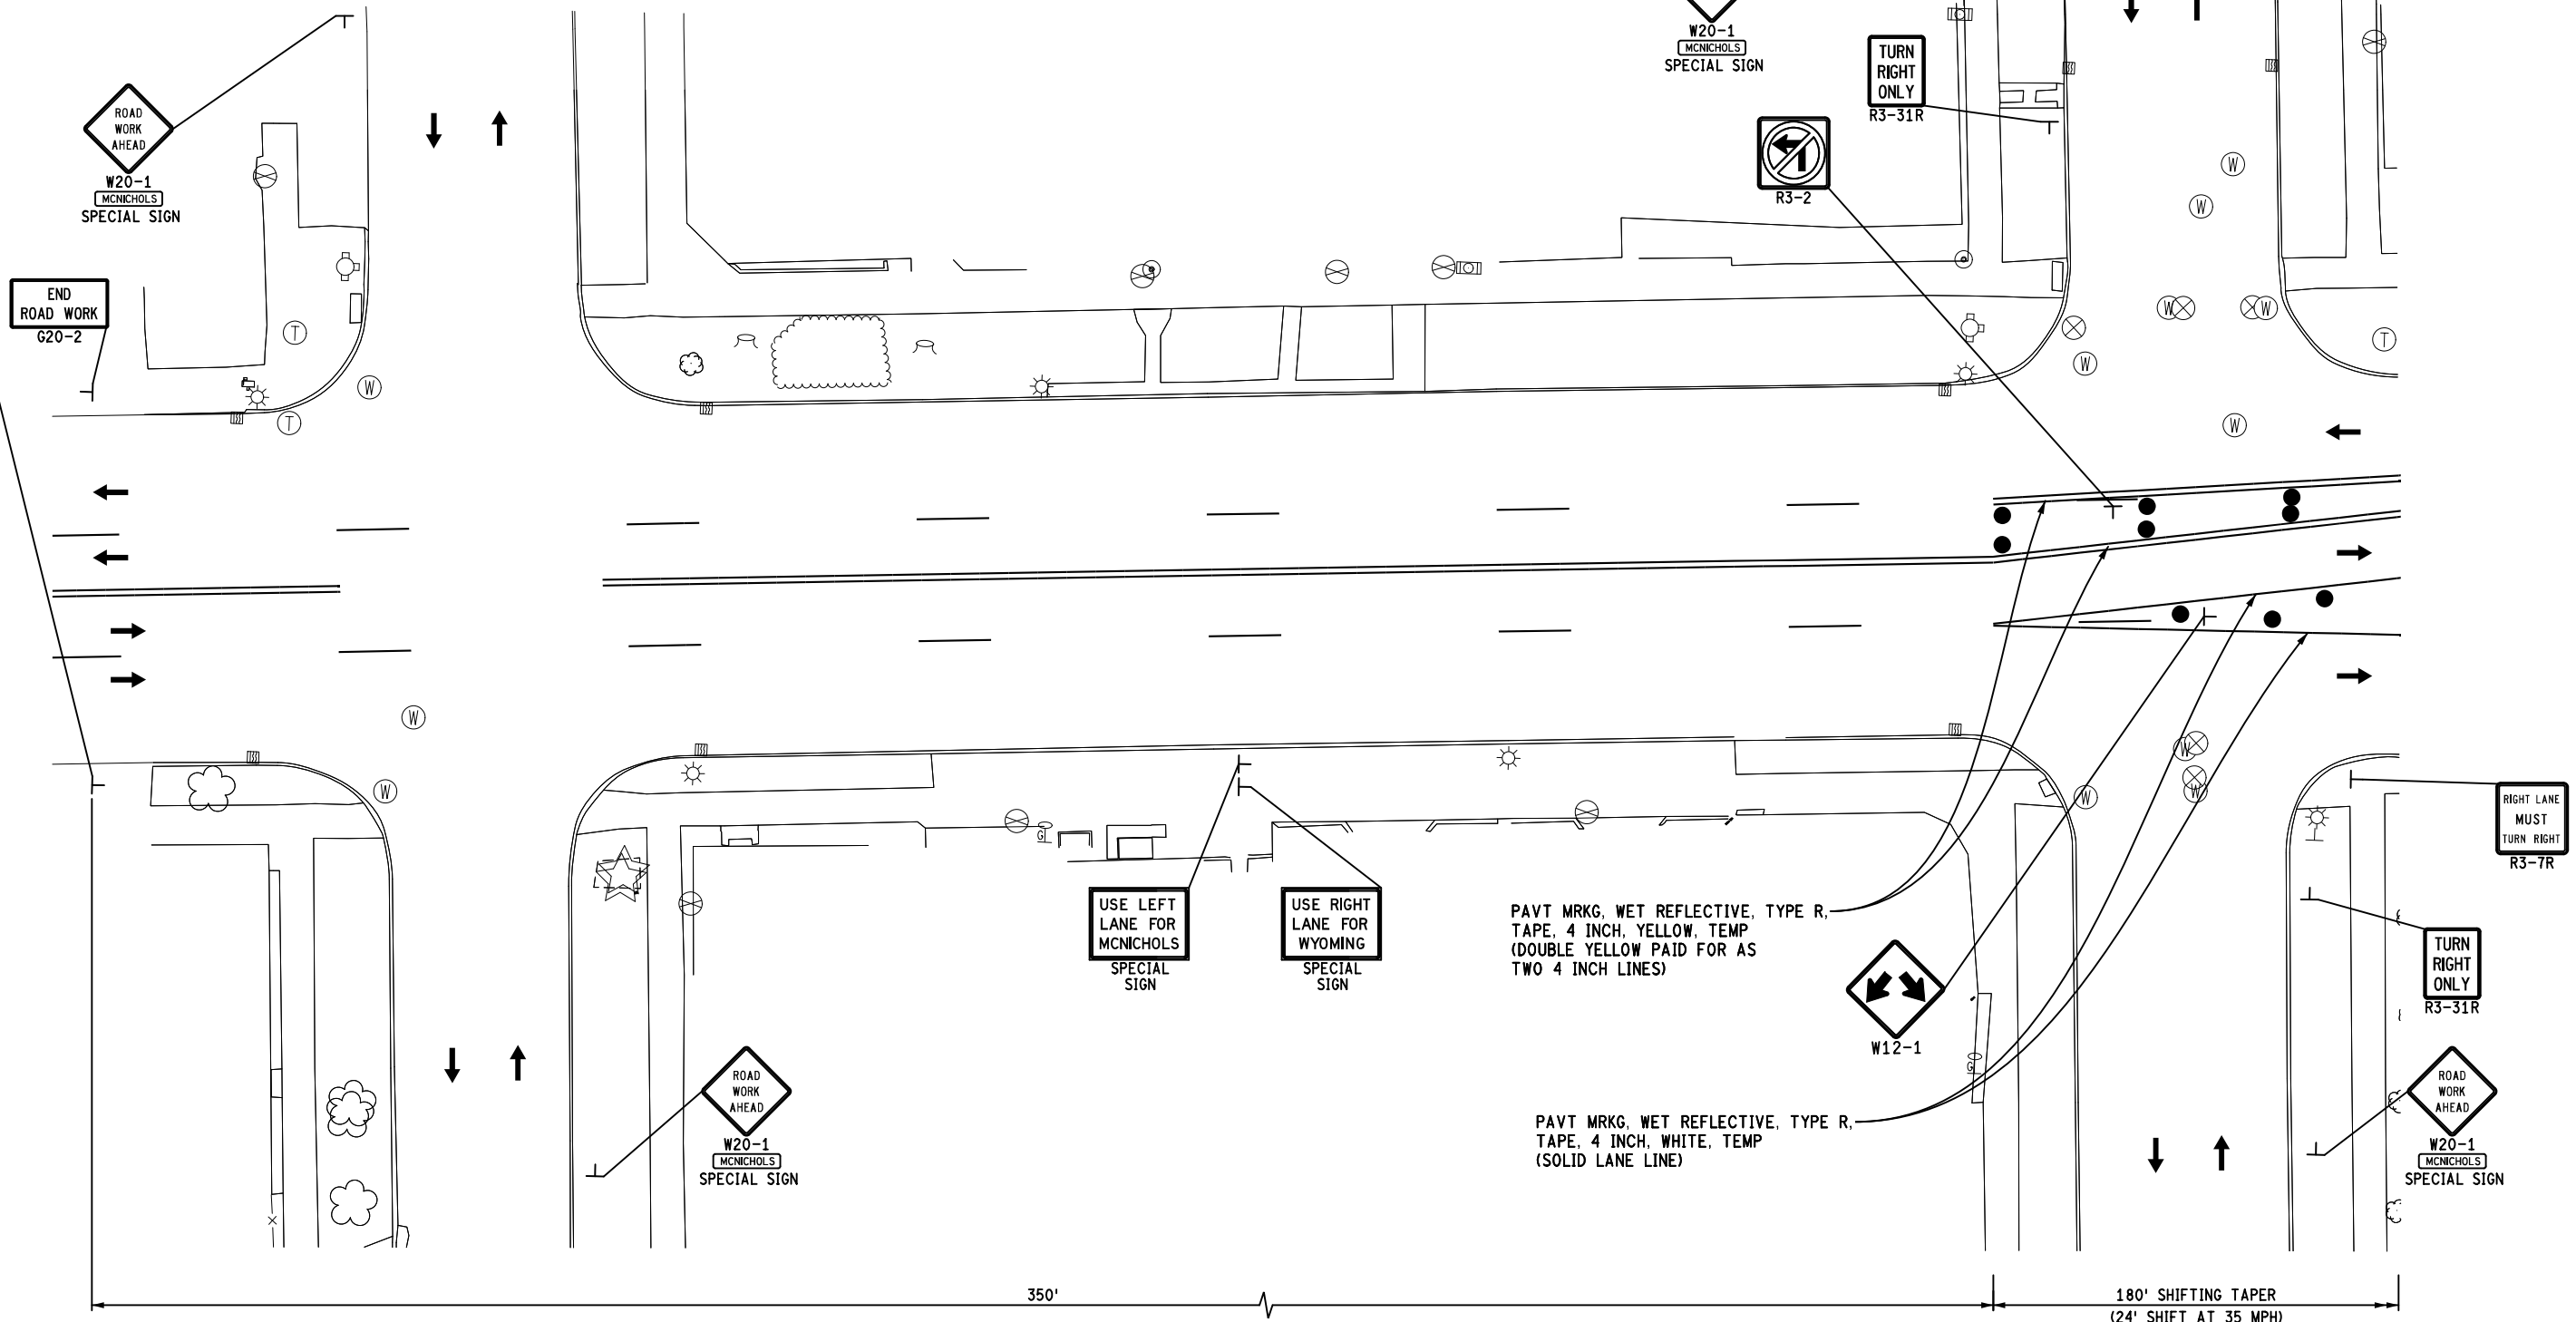 W20-1
MCNICHOLS
SPECIAL SIGN
TURN
RIGHT
ONLY
R3-31R
ROAD
WORK
AHEAD
W20-1
MCNICHOLS
SPECIAL SIGN
R3-2
W
W
END
ROAD WORK
G20-2
T
W
W
W
W
T
W
T
W
W
W
W
W
W
W
G
RIGHT LANE
MUST
TURN RIGHT
R3-7R
USE LEFT
LANE FOR
MCNICHOLS
SPECIAL
SIGN
USE RIGHT
LANE FOR
WYOMING
SPECIAL
SIGN
PAVT MRKG, WET REFLECTIVE, TYPE R,
TAPE, 4 INCH, YELLOW, TEMP
(DOUBLE YELLOW PAID FOR AS
TWO 4 INCH LINES)
TURN
RIGHT
ONLY
R3-31R
W12-1
G
ROAD
WORK
AHEAD
W20-1
MCNICHOLS
SPECIAL SIGN
PAVT MRKG, WET REFLECTIVE, TYPE R,
TAPE, 4 INCH, WHITE, TEMP
(SOLID LANE LINE)
ROAD
WORK
AHEAD
W20-1
MCNICHOLS
SPECIAL SIGN
350'
180' SHIFTING TAPER
(24' SHIFT AT 35 MPH)